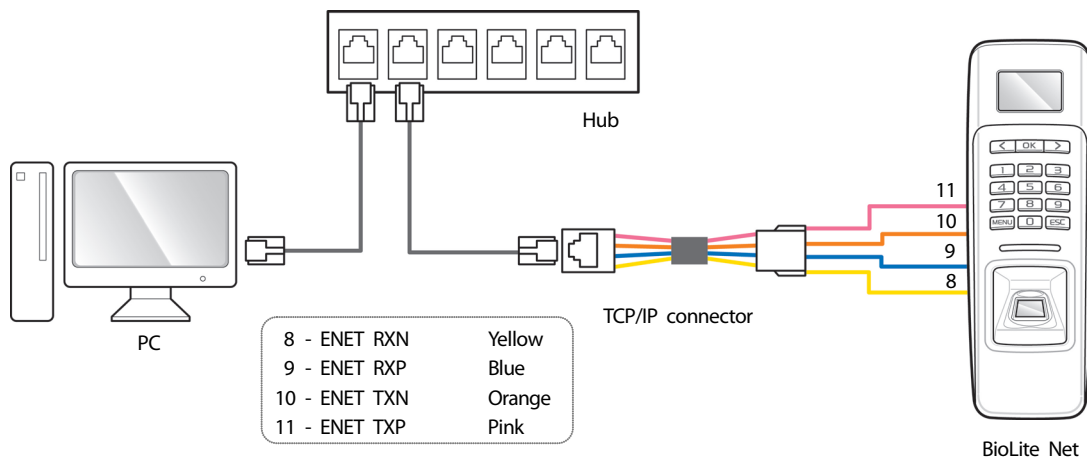 Hub
< OK >
1 2 3
4 5 6
7 8 9
MENU 0 ESC
11
10
9
8
TCP/IP connector
PC
8 - ENET RXN Yellow
9 - ENET RXP Blue
10 - ENET TXN Orange
11 - ENET TXP Pink
BioLite Net